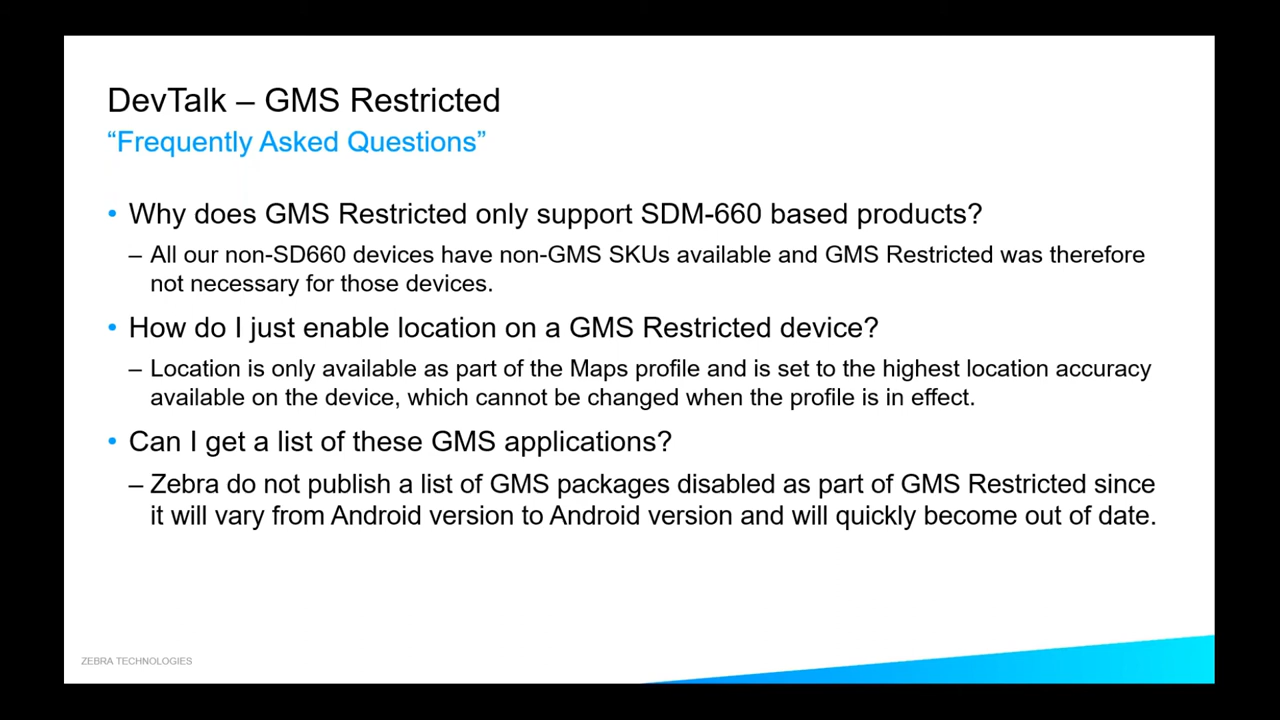 DevTalk – GMS Restricted
“Frequently Asked Questions”
• Why does GMS Restricted only support SDM-660 based products?
– All our non-SD660 devices have non-GMS SKUs available and GMS Restricted was therefore
not necessary for those devices.
• How do I just enable location on a GMS Restricted device?
– Location is only available as part of the Maps profile and is set to the highest location accuracy
available on the device, which cannot be changed when the profile is in effect.
• Can I get a list of these GMS applications?
– Zebra do not publish a list of GMS packages disabled as part of GMS Restricted since
it will vary from Android version to Android version and will quickly become out of date.
ZEBRA TECHNOLOGIES